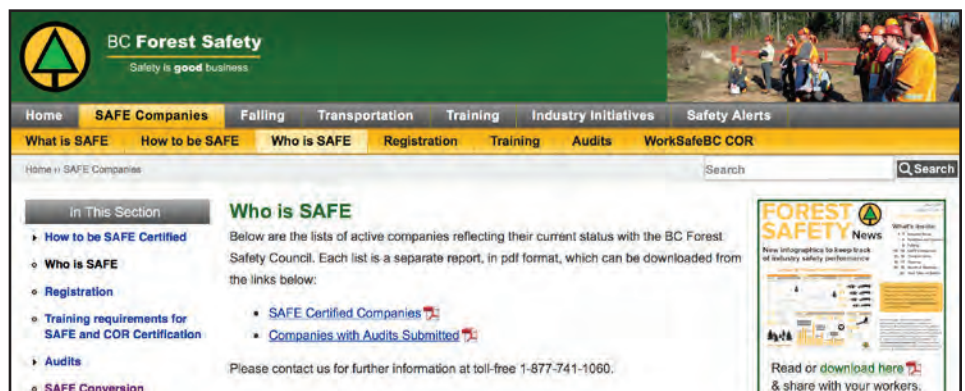 BC Forest Safety
Safety is good business
Home SAFE Companies Falling Transportation Training Industry Initiatives Safety Alerts
What is SAFE How to be SAFE Who is SAFE Registration Training Audits WorkSafeBC COR
Home » SAFE Companies
Search Search
In This Section
How to be SAFE Certified
Who is SAFE
Registration
Training requirements for
SAFE and COR Certification
Audits
SAFE Conversion
Who is SAFE
Below are the lists of active companies reflecting their current status with the BC Forest
Safety Council. Each list is a separate report, in pdf format, which can be downloaded from
the links below:
SAFE Certified Companies
Companies with Audits Submitted
Please contact us for further information at toll-free 1-877-741-1060.
FOREST
SAFETY News
New infographics to keep track
of industry safety performance
What's inside:
Read or download here
& share with your workers.